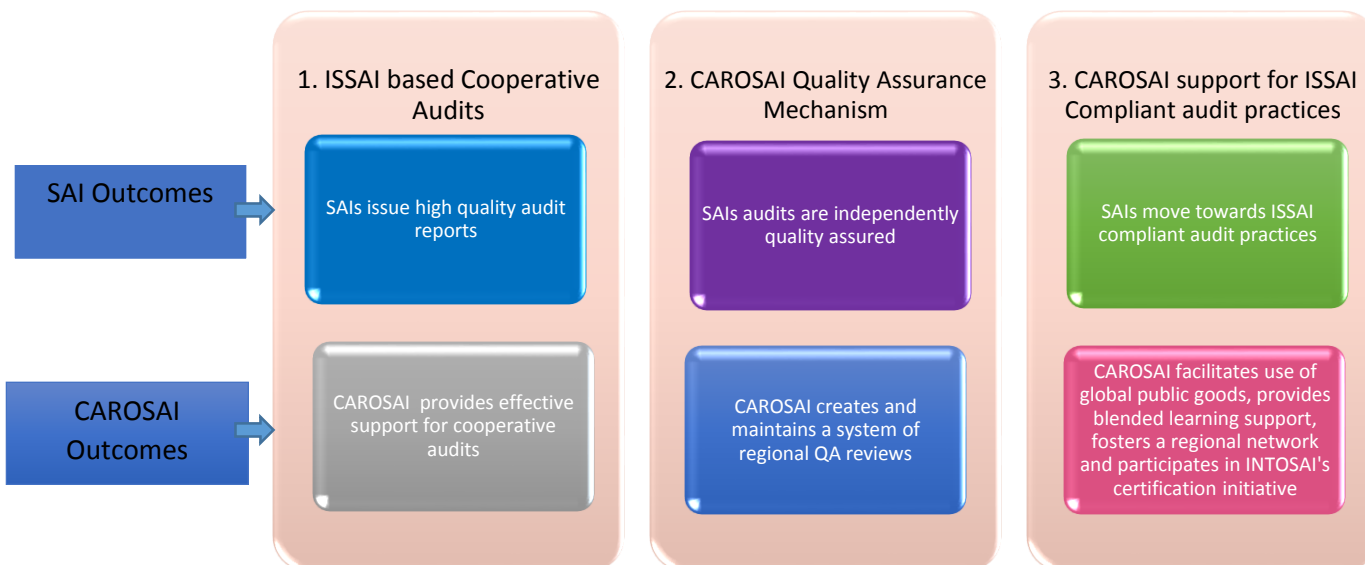 1. ISSAI based Cooperative
Audits
2. CAROSAI Quality Assurance
Mechanism
3. CAROSAI support for ISSAI
Compliant audit practices
SAI Outcomes
SAIs issue high quality audit
reports
SAIs audits are independently
quality assured
SAIs move towards ISSAI
compliant audit practices
CAROSAI
Outcomes
CAROSAI provides effective
support for cooperative
audits
CAROSAI creates and
maintains a system of
regional QA reviews
CAROSAI facilitates use of
global public goods, provides
blended learning support,
fosters a regional network
and participates in INTOSAI's
certification initiative